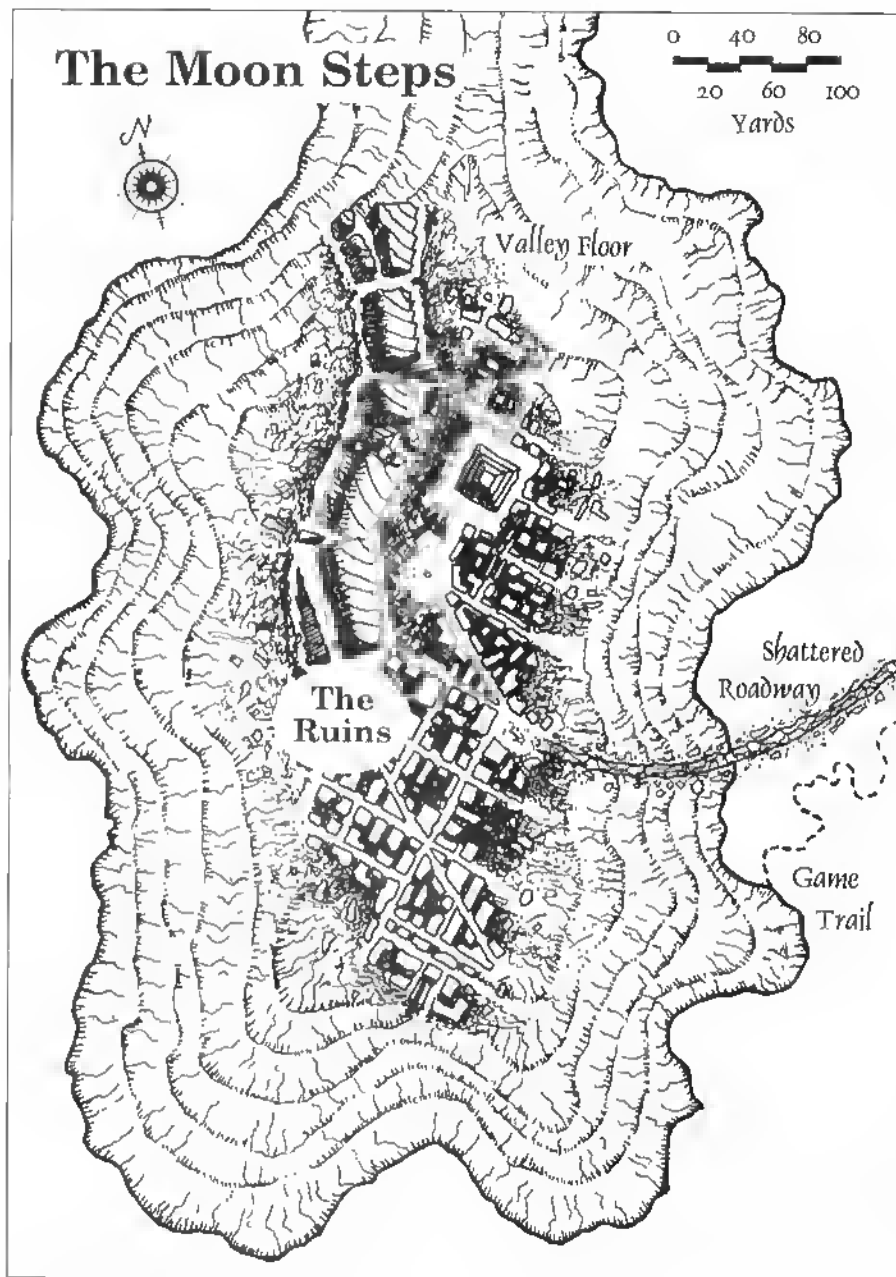 The Moon Steps
0 40 80
20 60 100
Yards
N
Valley Floor
Shattered
Roadway
The
Ruins
Game
Trail